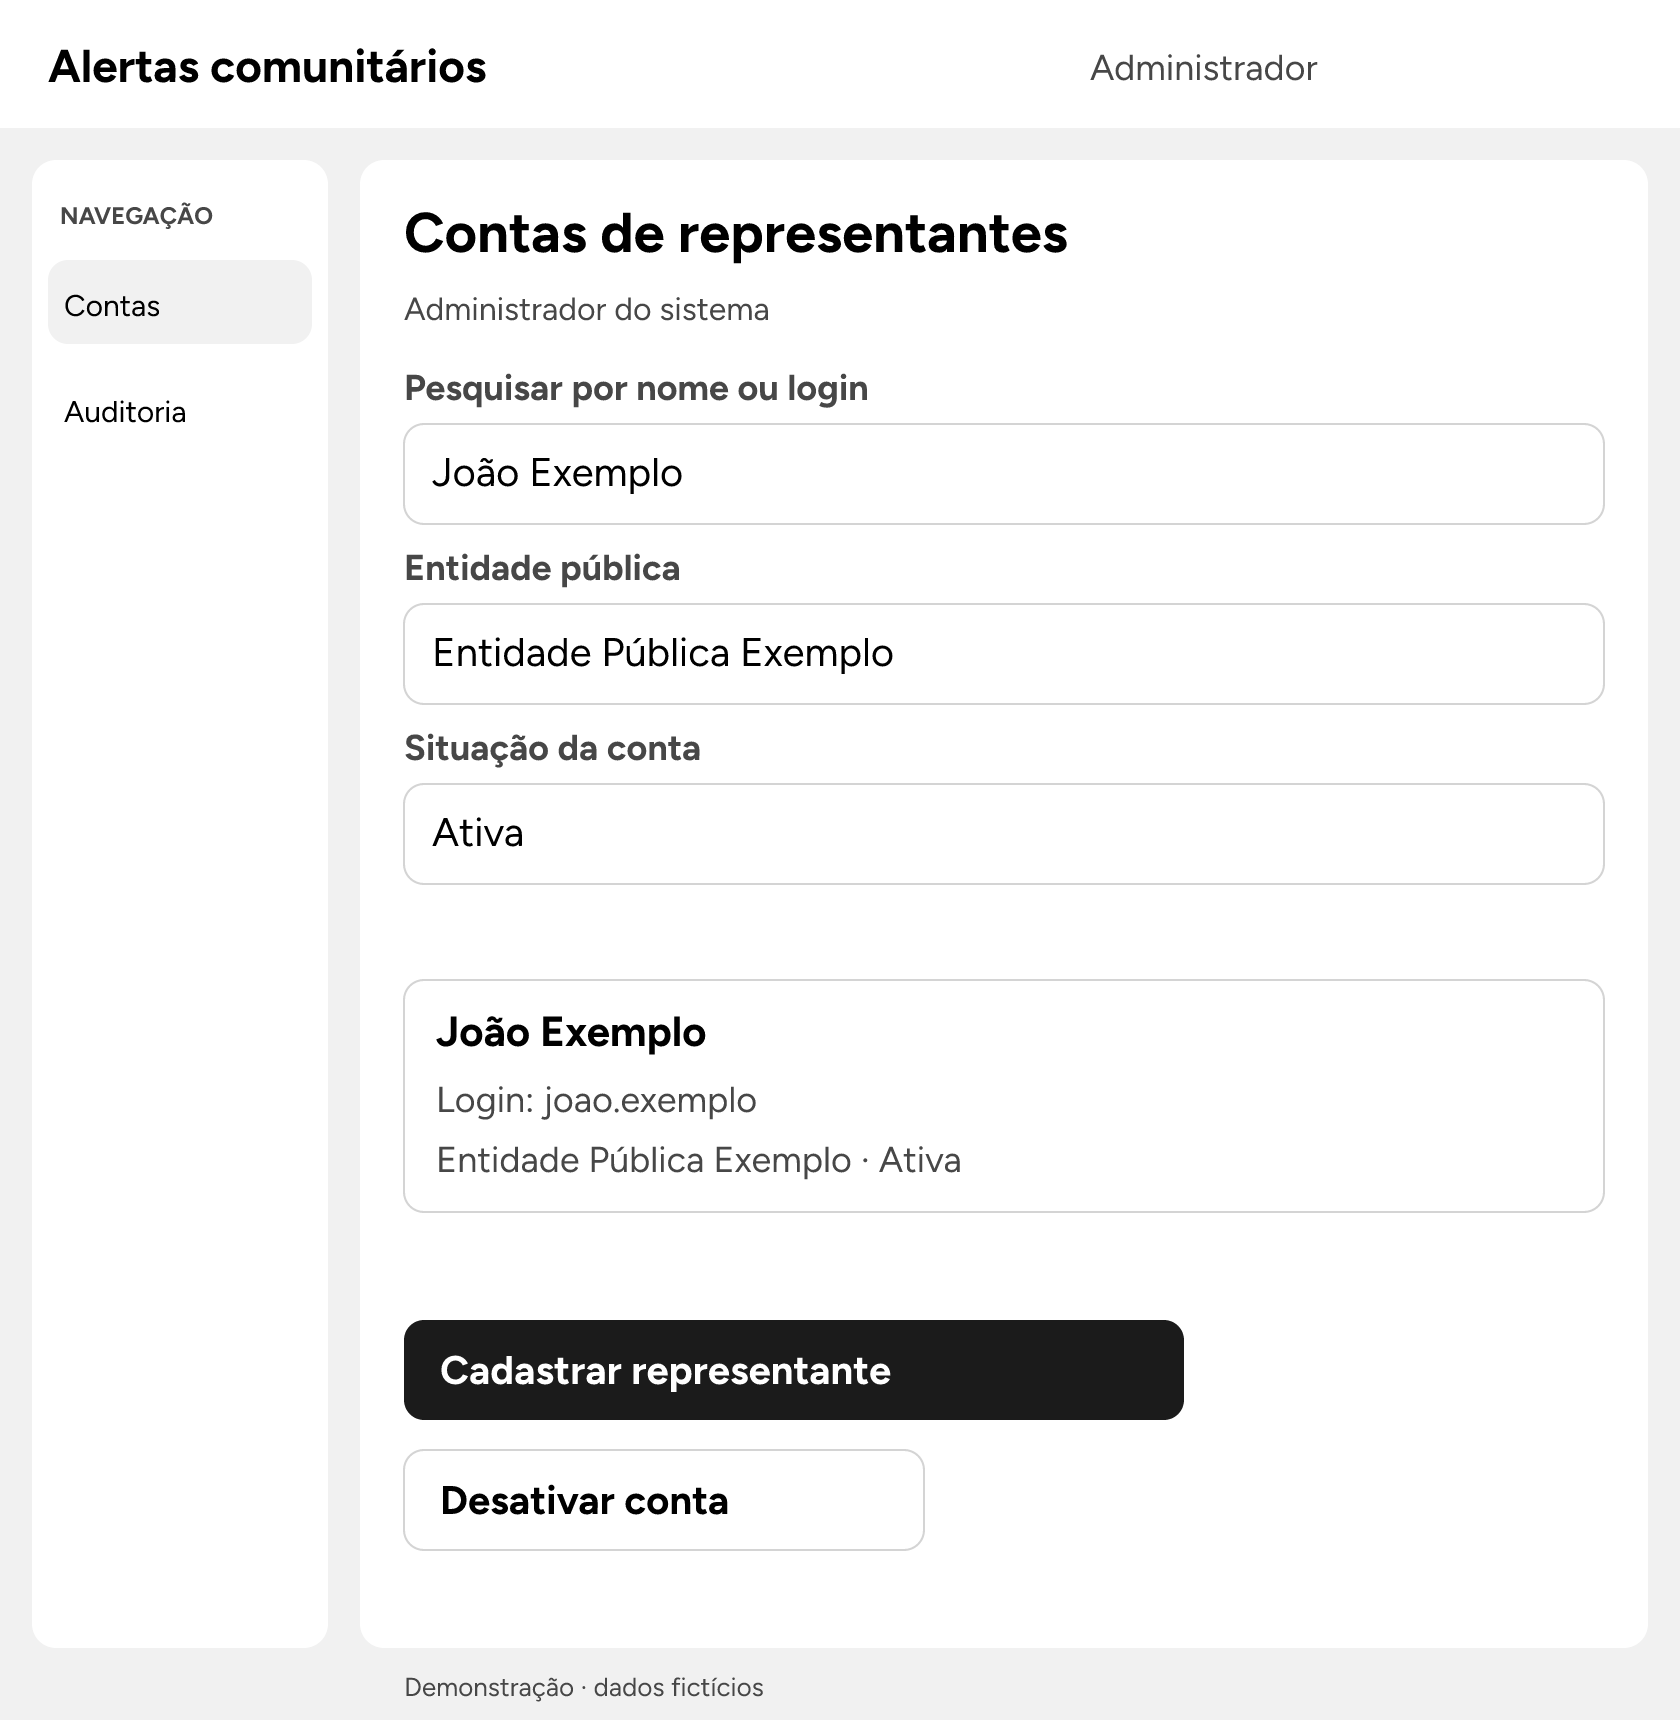 Alertas comunitários
Administrador
NAVEGAÇÃO
Contas
Auditoria
Contas de representantes
Administrador do sistema
Pesquisar por nome ou login
João Exemplo
Entidade pública
Entidade Pública Exemplo
Situação da conta
Ativa
João Exemplo
Login: joao.exemplo
Entidade Pública Exemplo · Ativa
Cadastrar representante
Desativar conta
Demonstração · dados fictícios